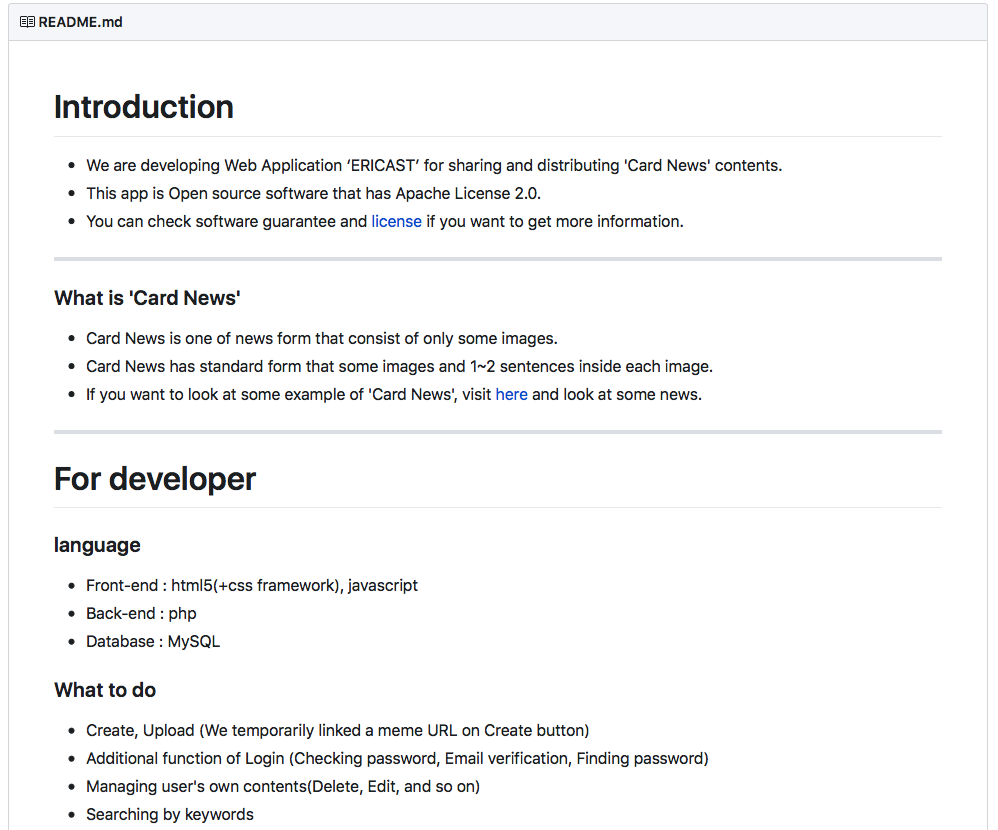 README.md
Introduction
We are developing Web Application ‘ERICAST’ for sharing and distributing 'Card News' contents.
This app is Open source software that has Apache License 2.0.
You can check software guarantee and license if you want to get more information.
What is 'Card News'
Card News is one of news form that consist of only some images.
Card News has standard form that some images and 1~2 sentences inside each image.
If you want to look at some example of 'Card News', visit here and look at some news.
For developer
language
Front-end : html5(+css framework), javascript
Back-end : php
Database : MySQL
What to do
Create, Upload (We temporarily linked a meme URL on Create button)
Additional function of Login (Checking password, Email verification, Finding password)
Managing user's own contents(Delete, Edit, and so on)
Searching by keywords